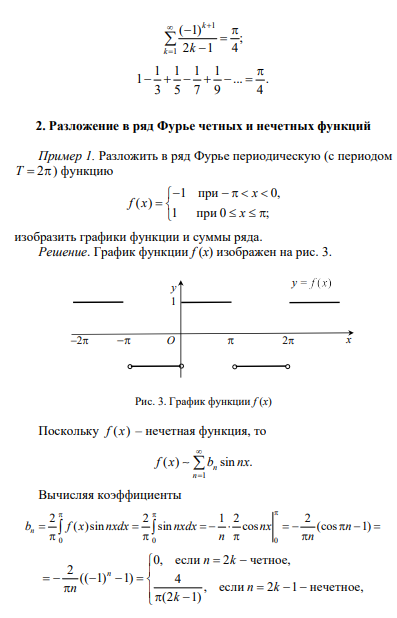 ∑_{k=1}^{∞} (−1)^{k+1}/(2k−1) = π/4;
1 − 1/3 + 1/5 − 1/7 + 1/9 − ... = π/4.
2. Разложение в ряд Фурье четных и нечетных функций
Пример 1. Разложить в ряд Фурье периодическую (с периодом
T = 2π) функцию
f(x) = { −1 при − π < x < 0,
1 при 0 ≤ x ≤ π;
изобразить графики функции и суммы ряда.
Решение. График функции f (x) изображен на рис. 3.
y y = f(x)
1
−2π −π O π 2π x
Рис. 3. График функции f (x)
Поскольку f(x) – нечетная функция, то
f(x) ~ ∑_{n=1}^{∞} b_n sin nx.
Вычисляя коэффициенты
b_n = 2/π ∫_0^π f(x)sin nxdx = 2/π ∫_0^π sin nxdx = − 1/n · 2/π cos nx |_0^π = − 2/(πn) (cos πn − 1) =
= − 2/(πn) ((−1)^n − 1) = { 0, если n = 2k – четное,
4/(π(2k − 1)), если n = 2k − 1 – нечетное,